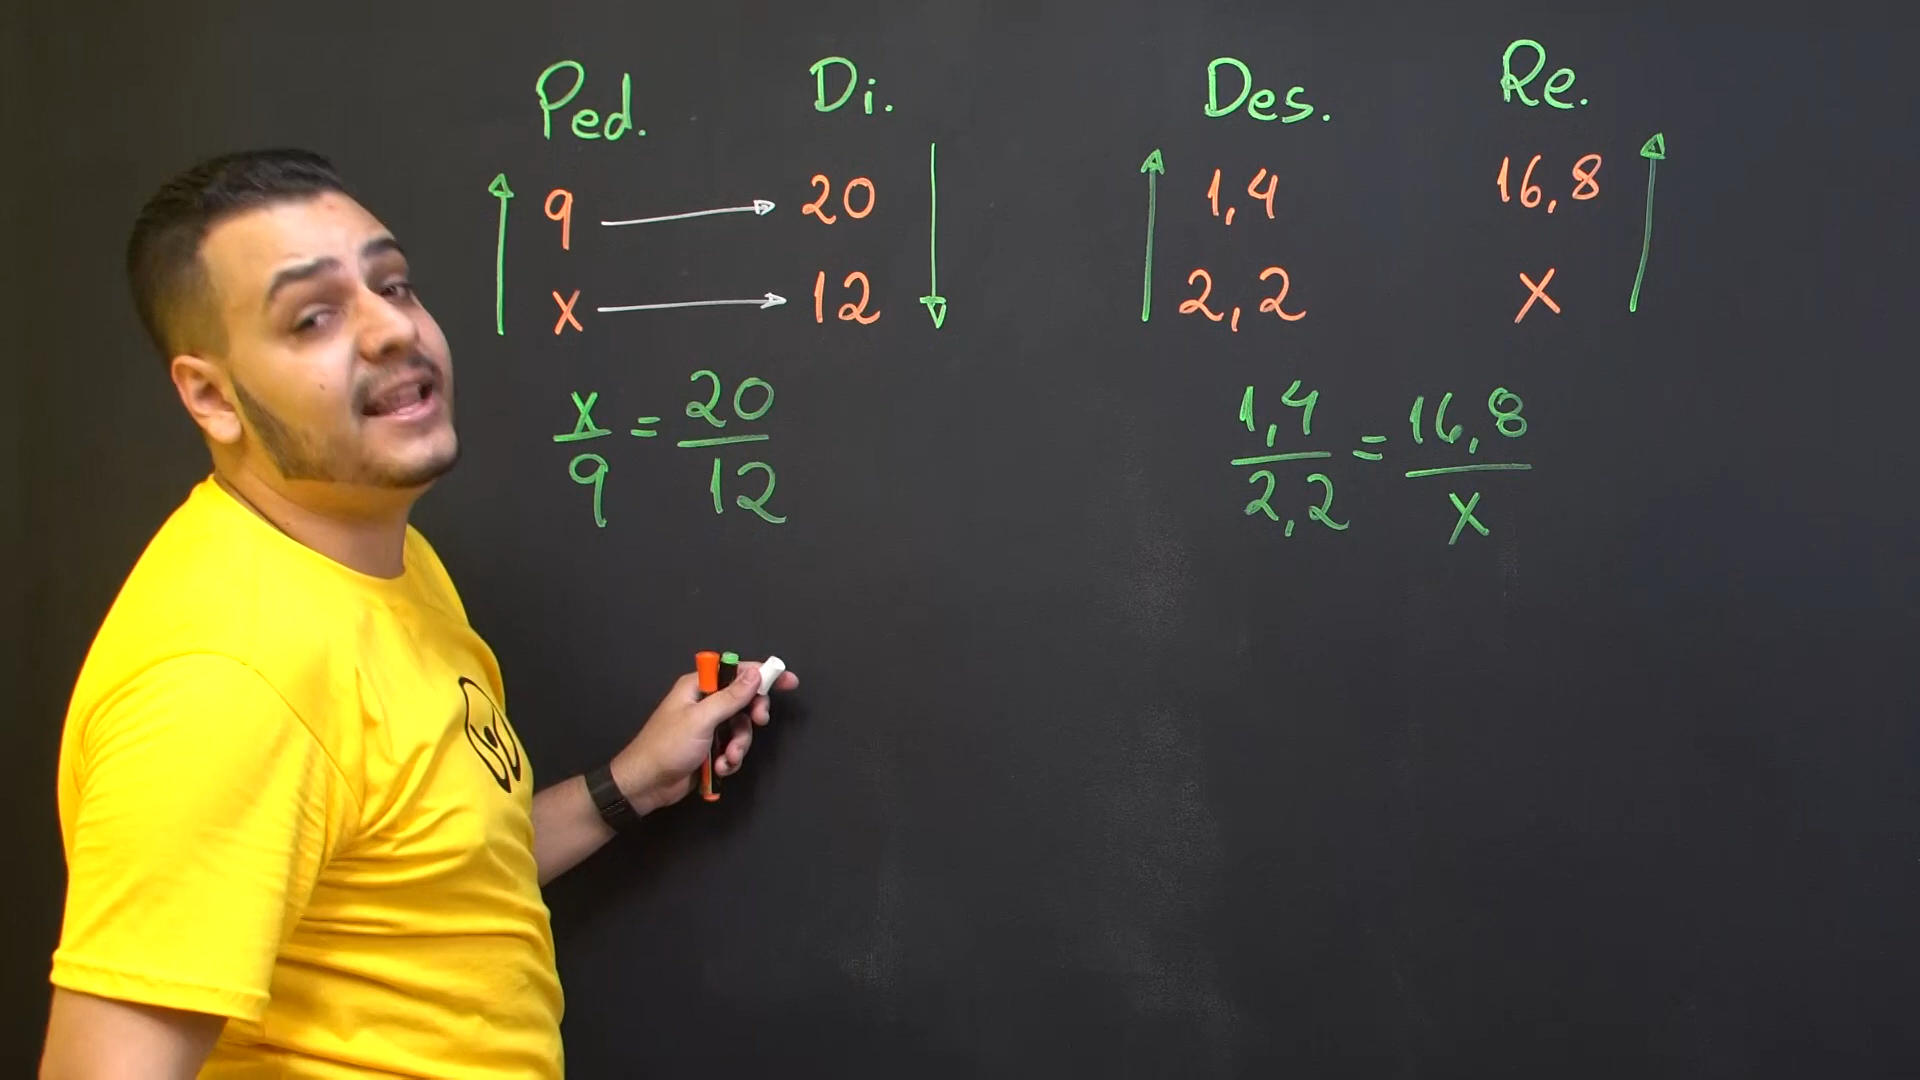 Ped. Di.
9 → 20
x → 12
x/9 = 20/12
Des. Re.
1,4 16,8
2,2 x
1,4/2,2 = 16,8/x